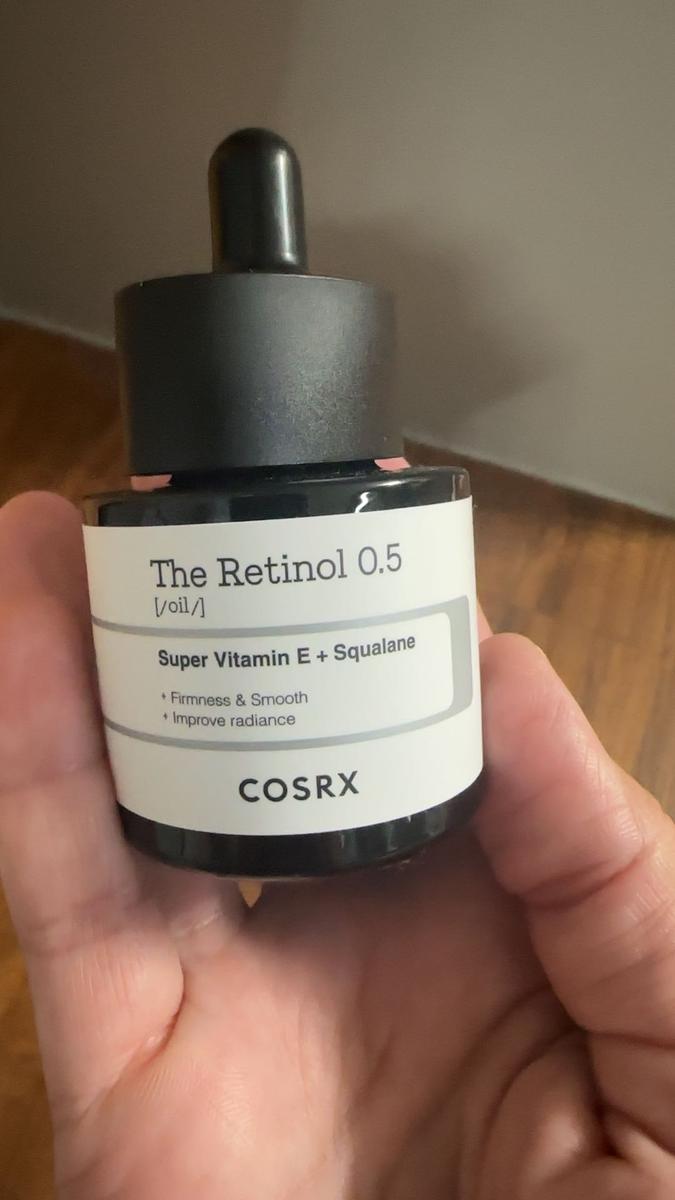 The Retinol 0.5
[/oil/]
Super Vitamin E + Squalane
+ Firmness & Smooth
+ Improve radiance
COSRX